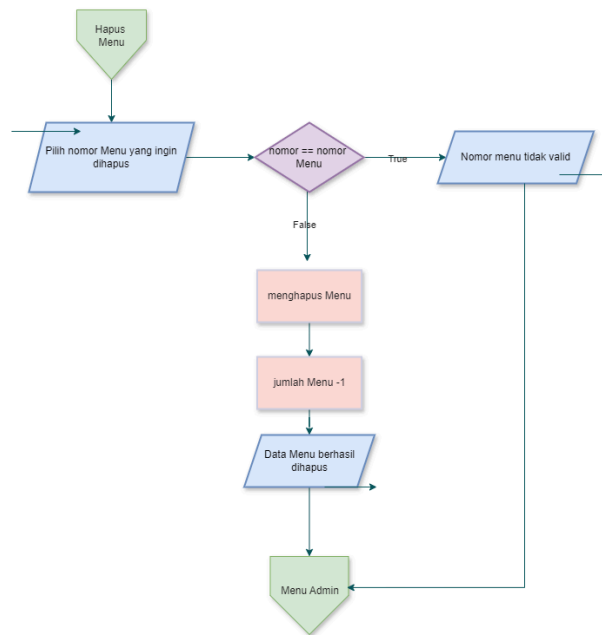 Hapus
Menu
Pilih nomor Menu yang ingin
dihapus
nomor == nomor
Menu
True
Nomor menu tidak valid
False
menghapus Menu
jumlah Menu -1
Data Menu berhasil
dihapus
Menu Admin